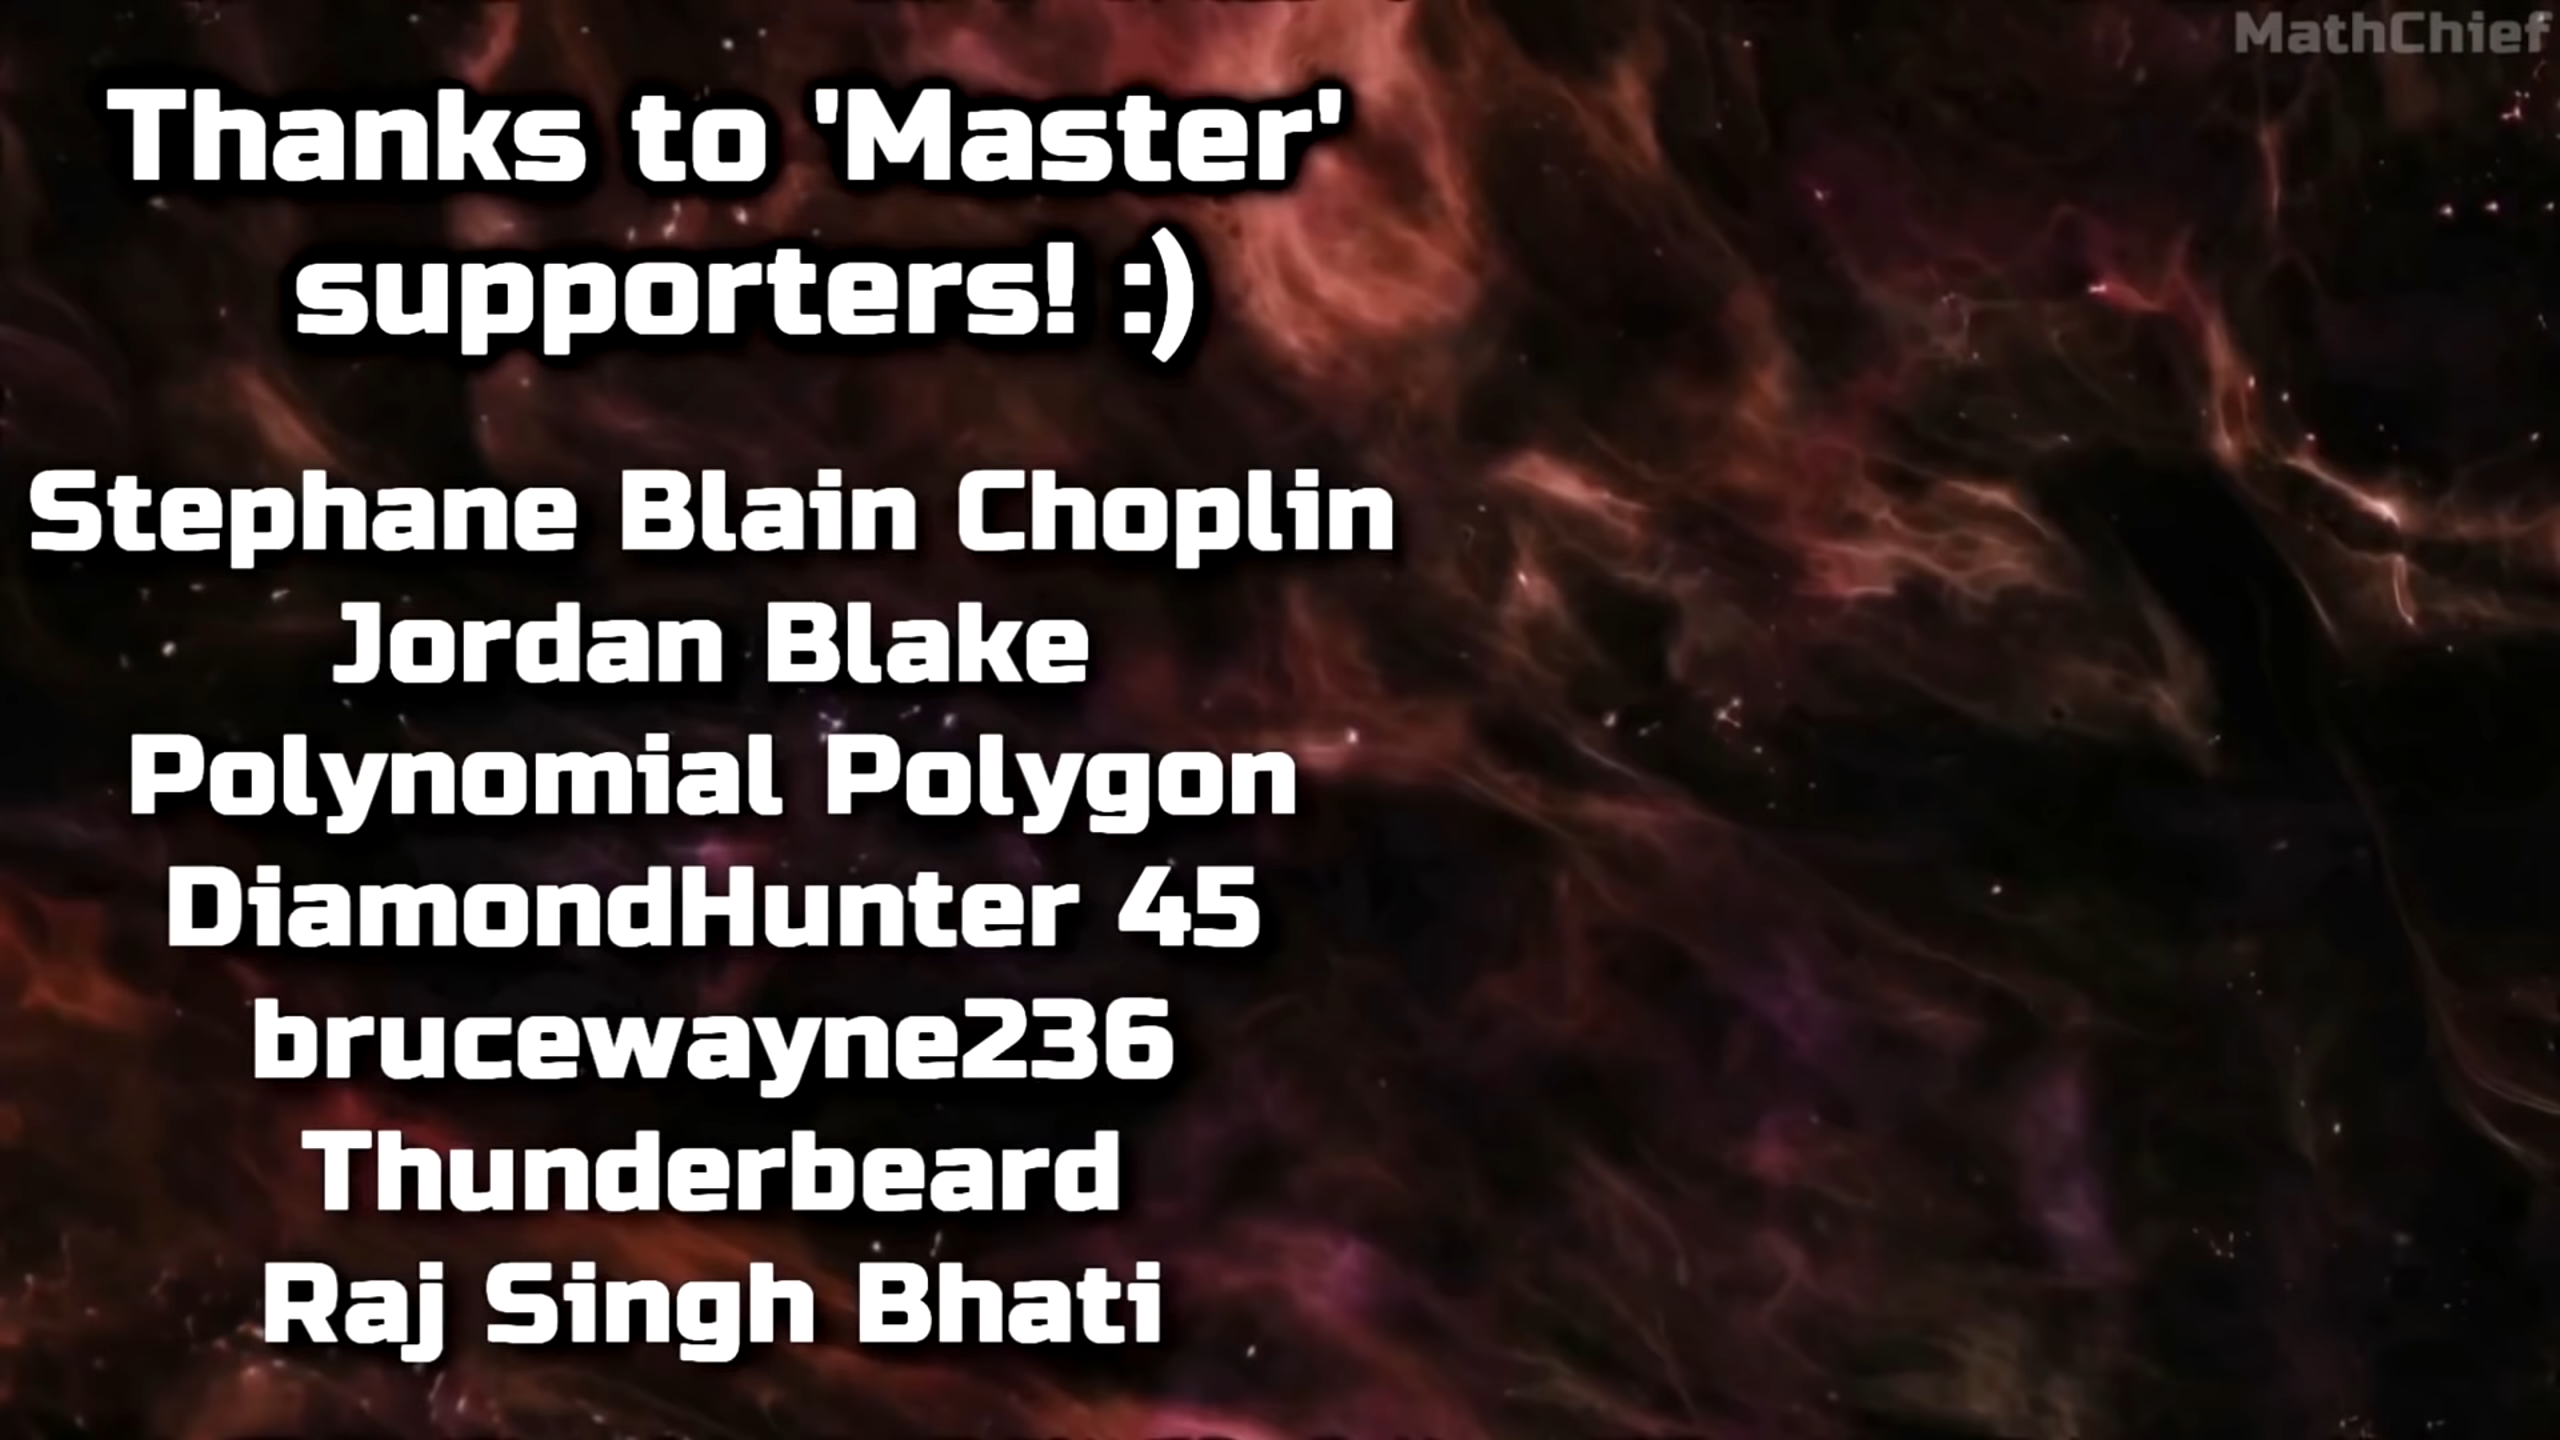 MathChief
Thanks to 'Master'
supporters! :)
Stephane Blain Choplin
Jordan Blake
Polynomial Polygon
DiamondHunter 45
brucewayne236
Thunderbeard
Raj Singh Bhati